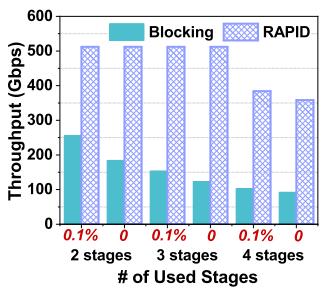 Blocking RAPID
Throughput (Gbps)
600
500
400
300
200
100
0
0.1% 0 0.1% 0 0.1% 0
2 stages 3 stages 4 stages
# of Used Stages